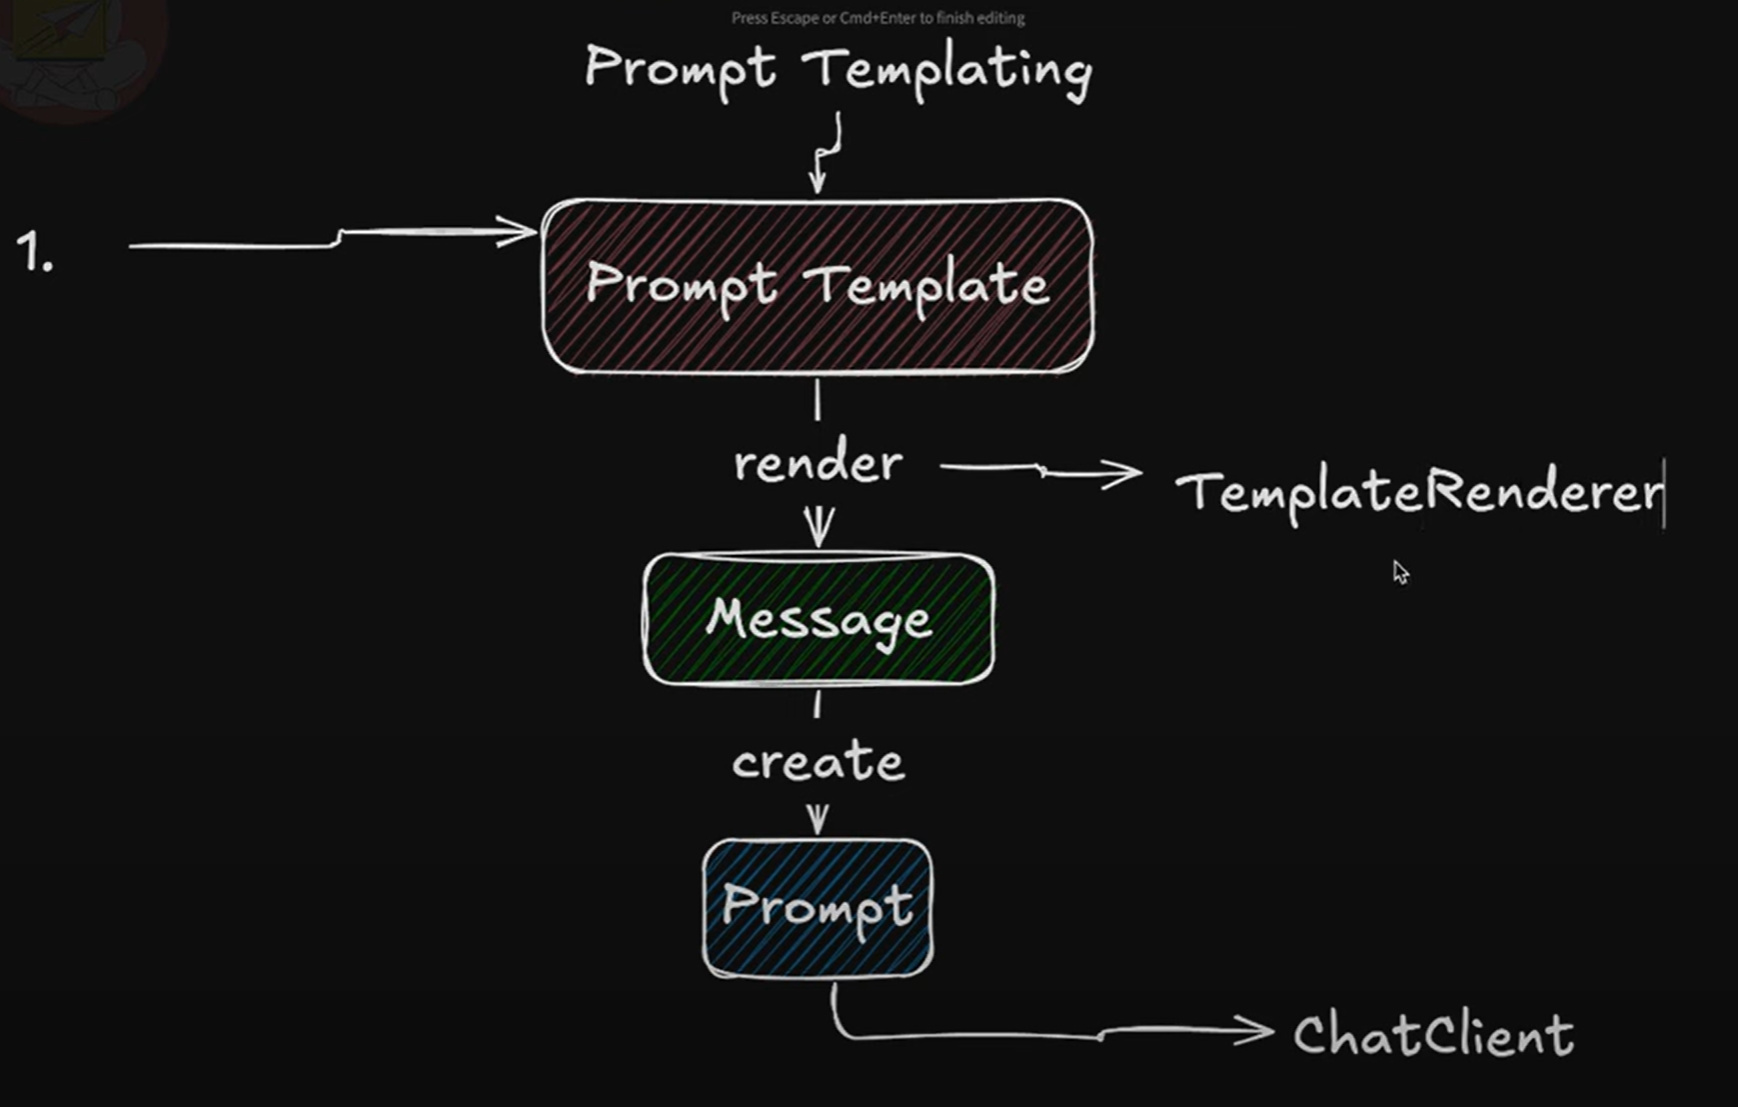 Press Escape or Cmd+Enter to finish editing
Prompt Templating
1.
Prompt Template
render
TemplateRenderer
Message
create
Prompt
ChatClient